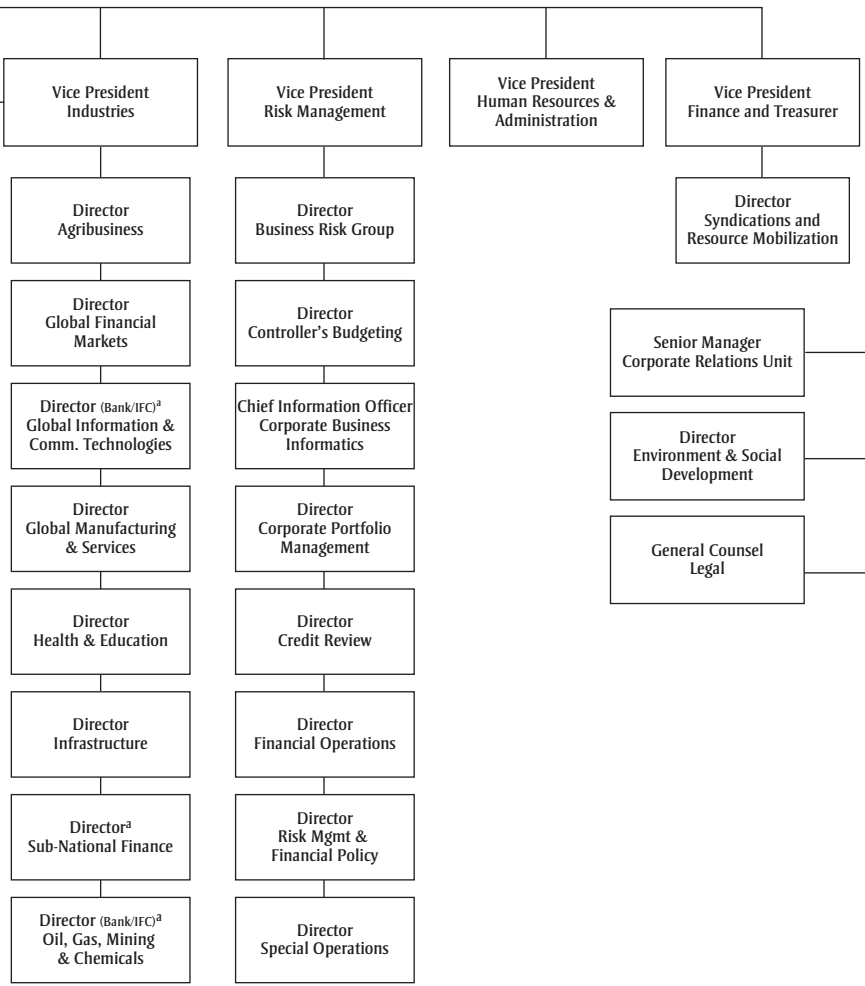 Vice President
Industries
Vice President
Risk Management
Vice President
Human Resources &
Administration
Vice President
Finance and Treasurer
Director
Agribusiness
Director
Global Financial
Markets
Director (Bank/IFC)ᵃ
Global Information &
Comm. Technologies
Director
Global Manufacturing
& Services
Director
Health & Education
Director
Infrastructure
Directorᵃ
Sub-National Finance
Director (Bank/IFC)ᵃ
Oil, Gas, Mining
& Chemicals
Director
Business Risk Group
Director
Controller's Budgeting
Chief Information Officer
Corporate Business
Informatics
Director
Corporate Portfolio
Management
Director
Credit Review
Director
Financial Operations
Director
Risk Mgmt &
Financial Policy
Director
Special Operations
Director
Syndications and
Resource Mobilization
Senior Manager
Corporate Relations Unit
Director
Environment & Social
Development
General Counsel
Legal